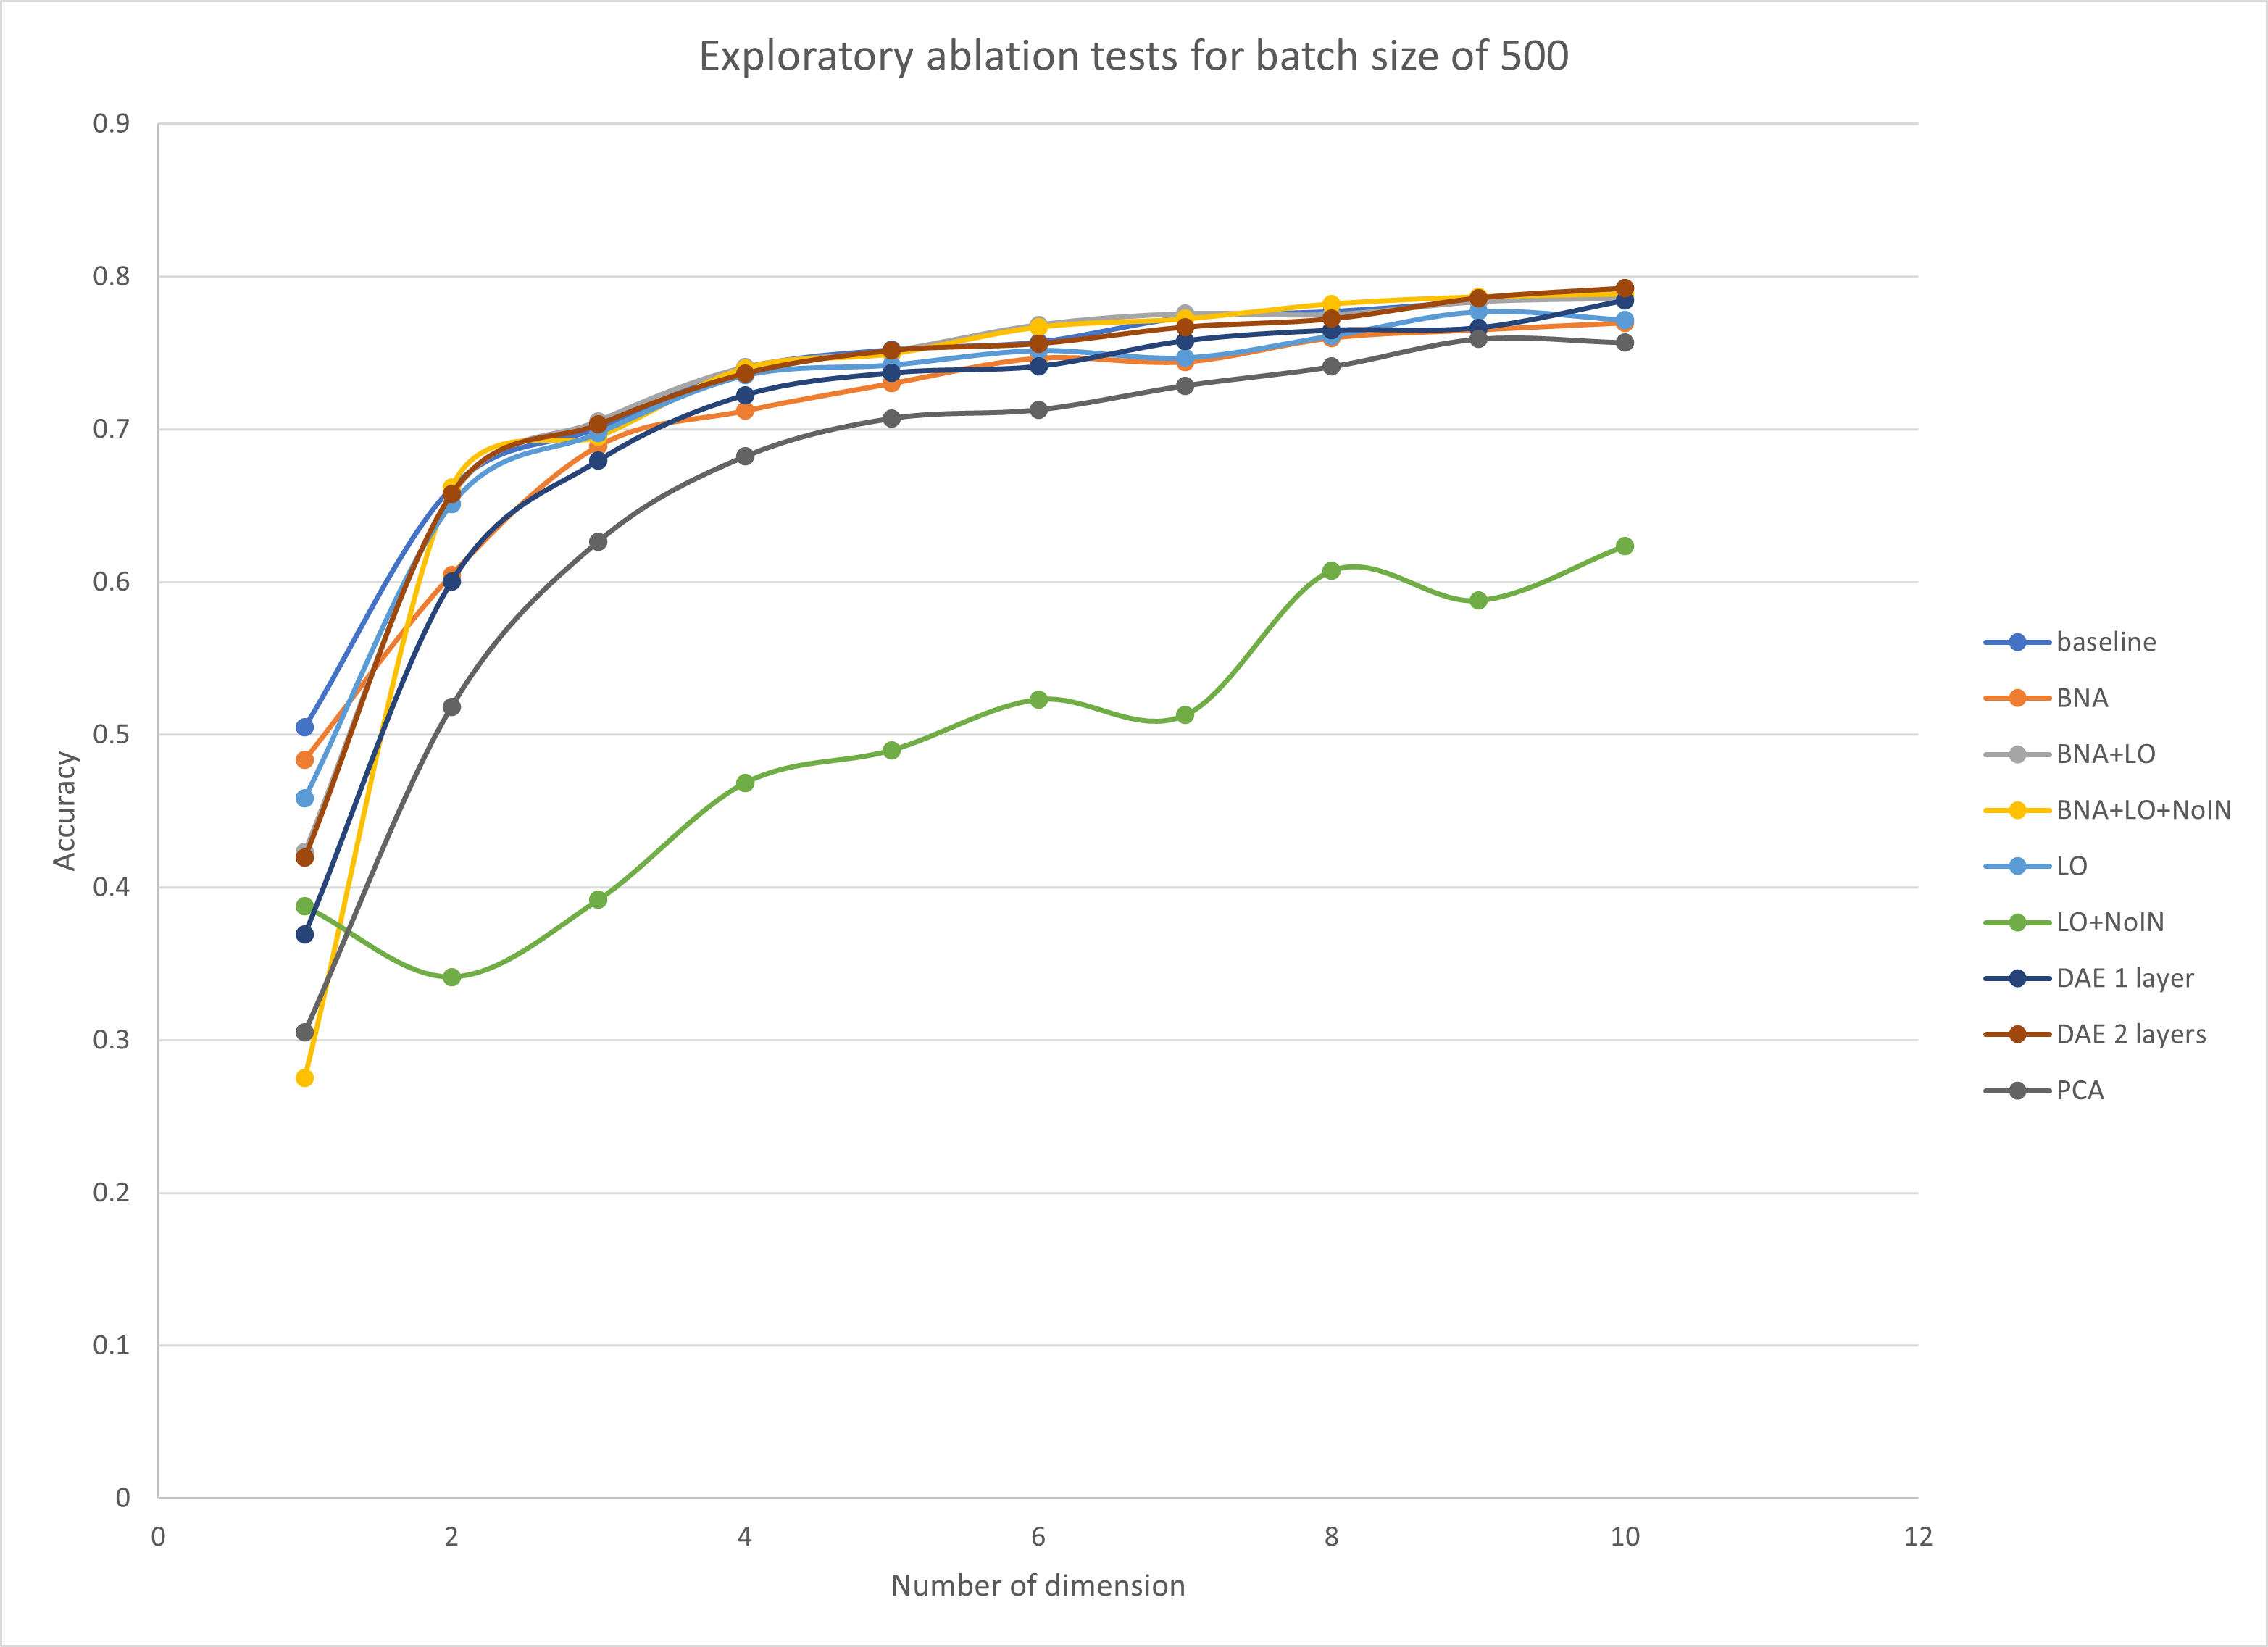 Exploratory ablation tests for batch size of 500
0.9
0.8
0.7
0.6
0.5
0.4
0.3
0.2
0.1
0
Accuracy
0 2 4 6 8 10 12
Number of dimension
baseline
BNA
BNA+LO
BNA+LO+NoIN
LO
LO+NoIN
DAE 1 layer
DAE 2 layers
PCA